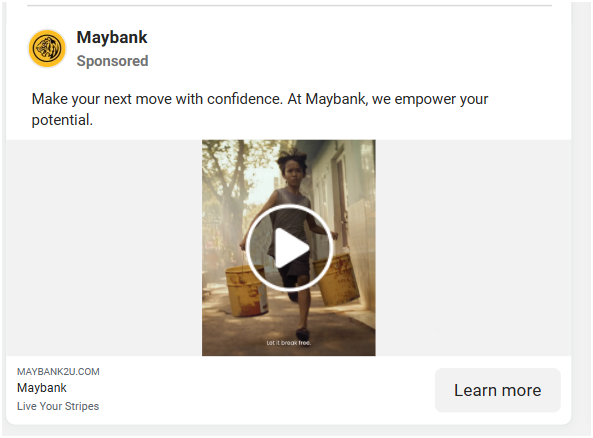 Maybank
Sponsored
Make your next move with confidence. At Maybank, we empower your
potential.
Let it break free.
MAYBANK2U.COM
Maybank
Live Your Stripes
Learn more